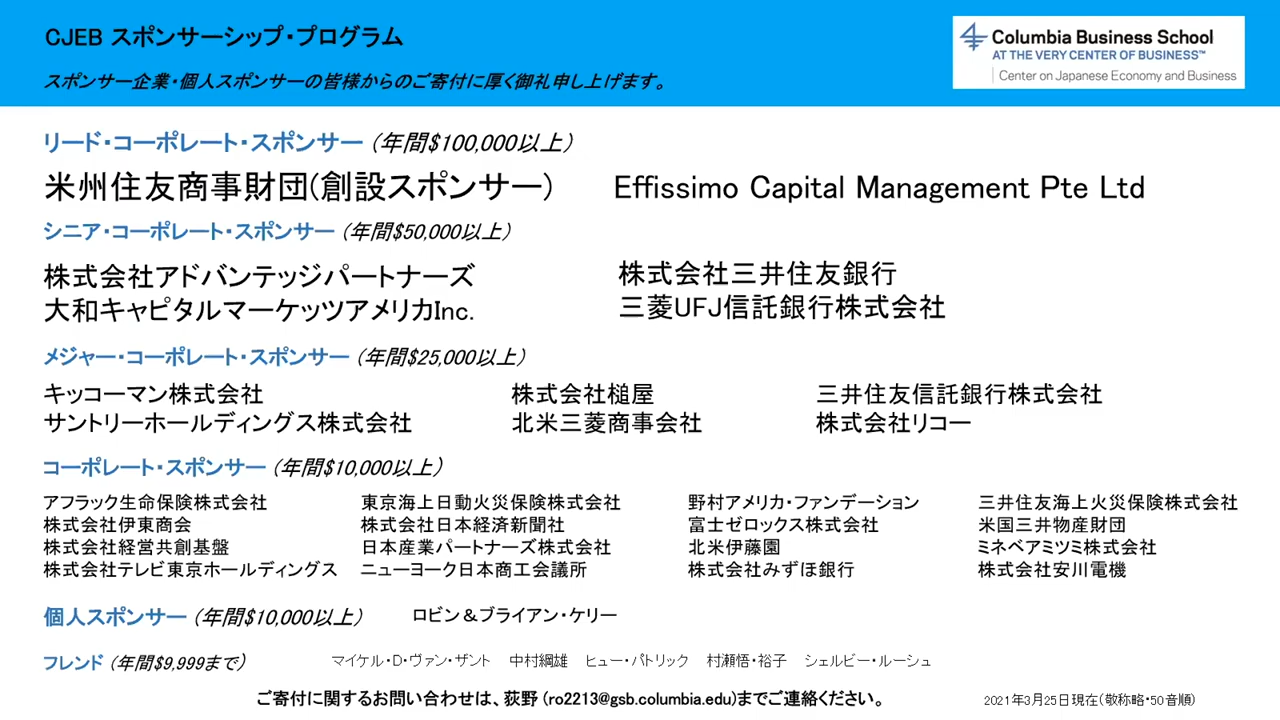 CJEB スポンサーシップ・プログラム
スポンサー企業・個人スポンサーの皆様からのご寄付に厚く御礼申し上げます。
Columbia Business School
AT THE VERY CENTER OF BUSINESS™
Center on Japanese Economy and Business
リード・コーポレート・スポンサー (年間$100,000以上)
米州住友商事財団(創設スポンサー) Effissimo Capital Management Pte Ltd
シニア・コーポレート・スポンサー (年間$50,000以上)
株式会社アドバンテッジパートナーズ 株式会社三井住友銀行
大和キャピタルマーケッツアメリカInc. 三菱UFJ信託銀行株式会社
メジャー・コーポレート・スポンサー (年間$25,000以上)
キッコーマン株式会社 株式会社槌屋 三井住友信託銀行株式会社
サントリーホールディングス株式会社 北米三菱商事会社 株式会社リコー
コーポレート・スポンサー (年間$10,000以上)
アフラック生命保険株式会社 東京海上日動火災保険株式会社 野村アメリカ・ファンデーション 三井住友海上火災保険株式会社
株式会社伊東商会 株式会社日本経済新聞社 富士ゼロックス株式会社 米国三井物産財団
株式会社経営共創基盤 日本産業パートナーズ株式会社 北米伊藤園 ミネベアミツミ株式会社
株式会社テレビ東京ホールディングス ニューヨーク日本商工会議所 株式会社みずほ銀行 株式会社安川電機
個人スポンサー (年間$10,000以上) ロビン＆ブライアン・ケリー
フレンド (年間$9,999まで) マイケル・D・ヴァン・ザント 中村綱雄 ヒュー・パトリック 村瀬悟・裕子 シェルビー・ルーシュ
ご寄付に関するお問い合わせは、荻野 (ro2213@gsb.columbia.edu)までご連絡ください。 2021年3月25日現在(敬称略・50音順)